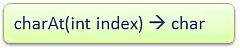 charAt(int index) → char